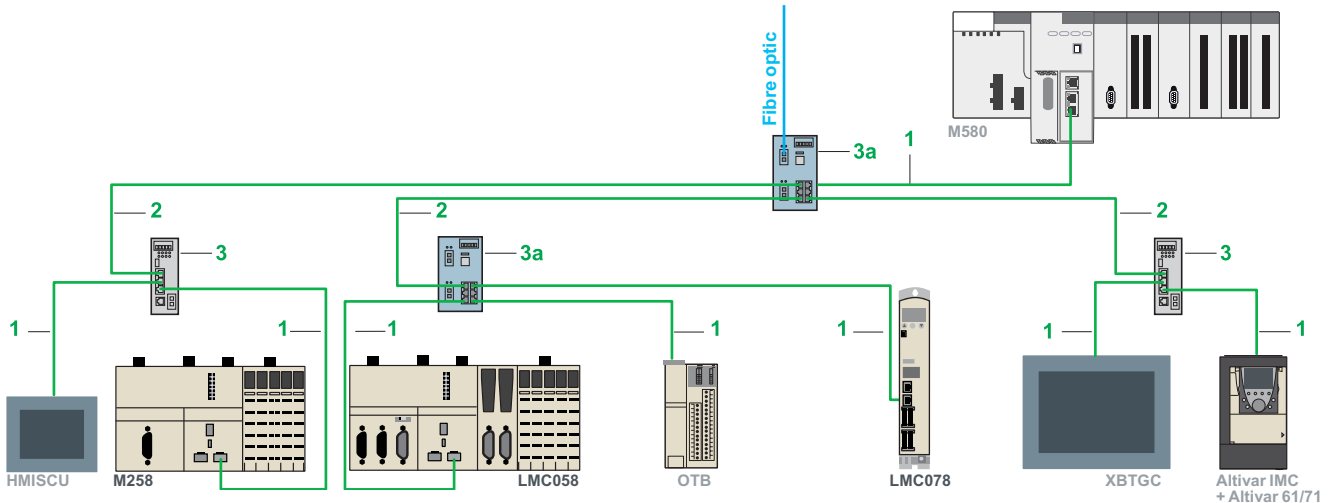 Fibre optic
M580
3a
1
2
2
2
3
3a
3
1
1
1
1
1
1
1
HMISCU
M258
LMC058
OTB
LMC078
XBTGC
Altivar IMC
+ Altivar 61/71